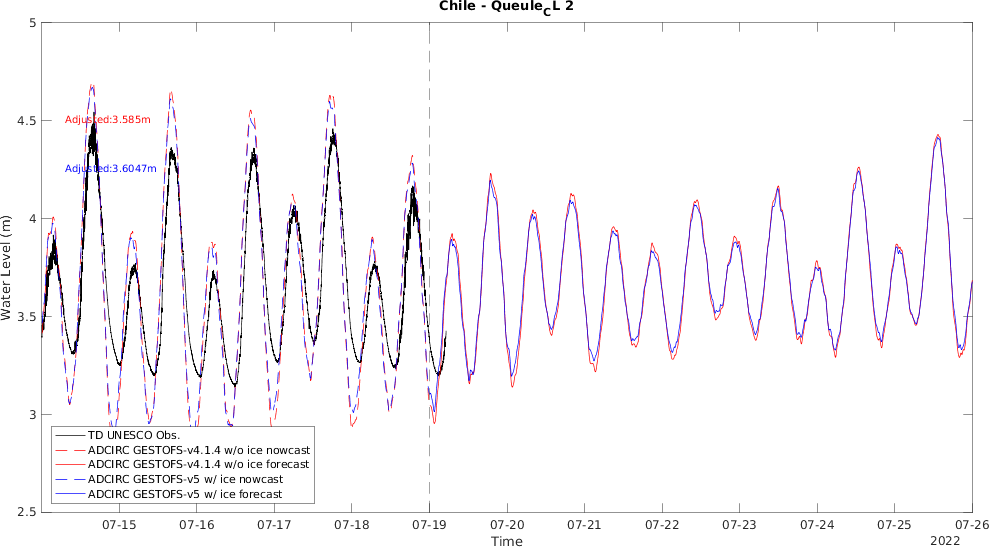 Chile - Queule_CL 2
5
4.5
4
3.5
3
2.5
Water Level (m)
Adjusted:3.585m
Adjusted:3.6047m
TD UNESCO Obs.
ADCIRC GESTOFS-v4.1.4 w/o ice nowcast
ADCIRC GESTOFS-v4.1.4 w/o ice forecast
ADCIRC GESTOFS-v5 w/ ice nowcast
ADCIRC GESTOFS-v5 w/ ice forecast
07-15 07-16 07-17 07-18 07-19 07-20 07-21 07-22 07-23 07-24 07-25 07-26
Time
2022